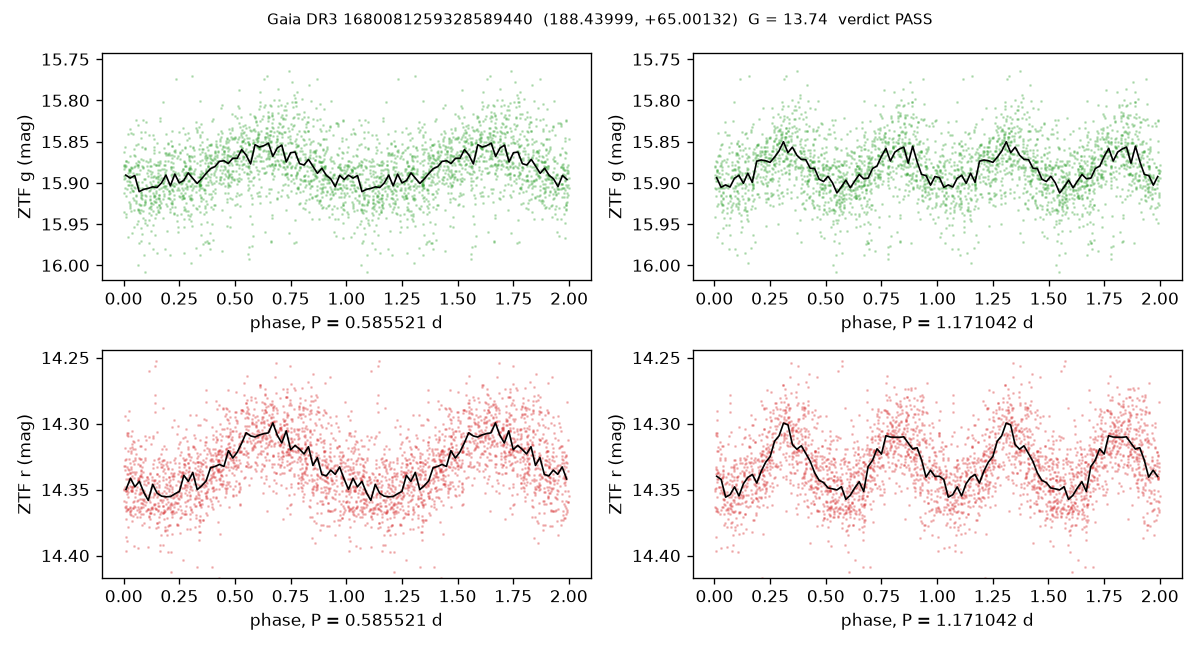 Gaia DR3 1680081259328589440  (188.43999, +65.00132)  G = 13.74  verdict PASS
15.75
15.80
15.85
15.90
15.95
16.00
ZTF g (mag)
0.00 0.25 0.50 0.75 1.00 1.25 1.50 1.75 2.00
phase, P = 0.585521 d
15.75
15.80
15.85
15.90
15.95
16.00
ZTF g (mag)
0.00 0.25 0.50 0.75 1.00 1.25 1.50 1.75 2.00
phase, P = 1.171042 d
14.25
14.30
14.35
14.40
ZTF r (mag)
0.00 0.25 0.50 0.75 1.00 1.25 1.50 1.75 2.00
phase, P = 0.585521 d
14.25
14.30
14.35
14.40
ZTF r (mag)
0.00 0.25 0.50 0.75 1.00 1.25 1.50 1.75 2.00
phase, P = 1.171042 d